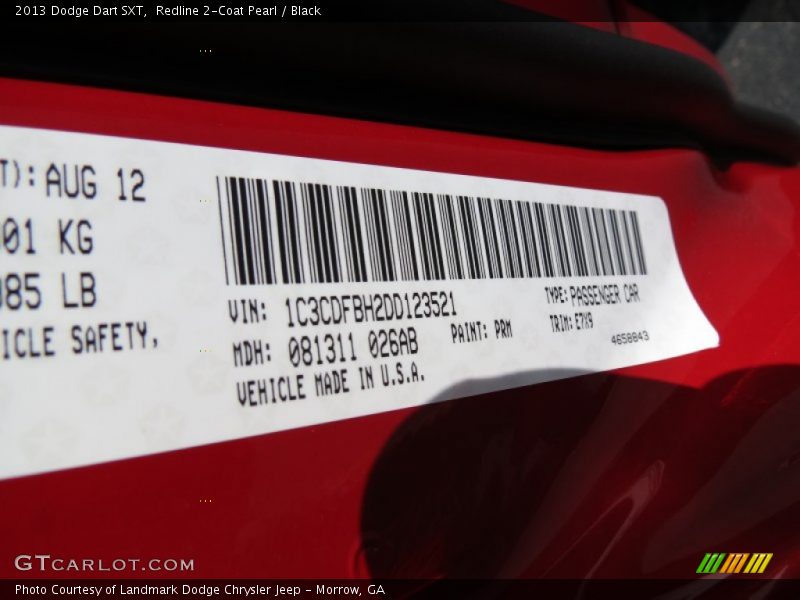 2013 Dodge Dart SXT,  Redline 2-Coat Pearl / Black
T): AUG 12
01 KG
085 LB
ICLE SAFETY,
VIN: 1C3CDFBH2DD123521
TYPE: PASSENGER CAR
MDH: 081311 026AB
PAINT: PRM
TRIM: E7X9
4658843
VEHICLE MADE IN U.S.A.
GTCARLOT.COM
Photo Courtesy of Landmark Dodge Chrysler Jeep - Morrow, GA